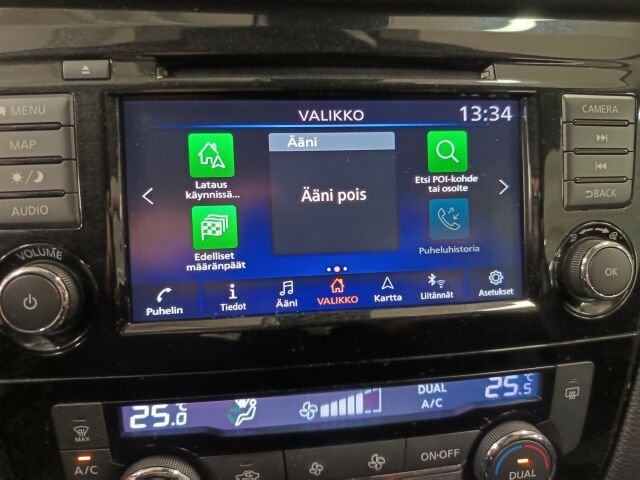 VALIKKO
13:34
Ääni
Ääni pois
Lataus
käynnissä...
Edelliset
määränpäät
Etsi POI-kohde
tai osoite
Puheluhistoria
Puhelin
Tiedot
Ääni
VALIKKO
Kartta
Liitännät
Asetukset
MENU
MAP
AUDIO
VOLUME
CAMERA
BACK
OK
25.0 °C
DUAL
A/C
25.5 °C
MAX
A/C
ON·OFF
DUAL